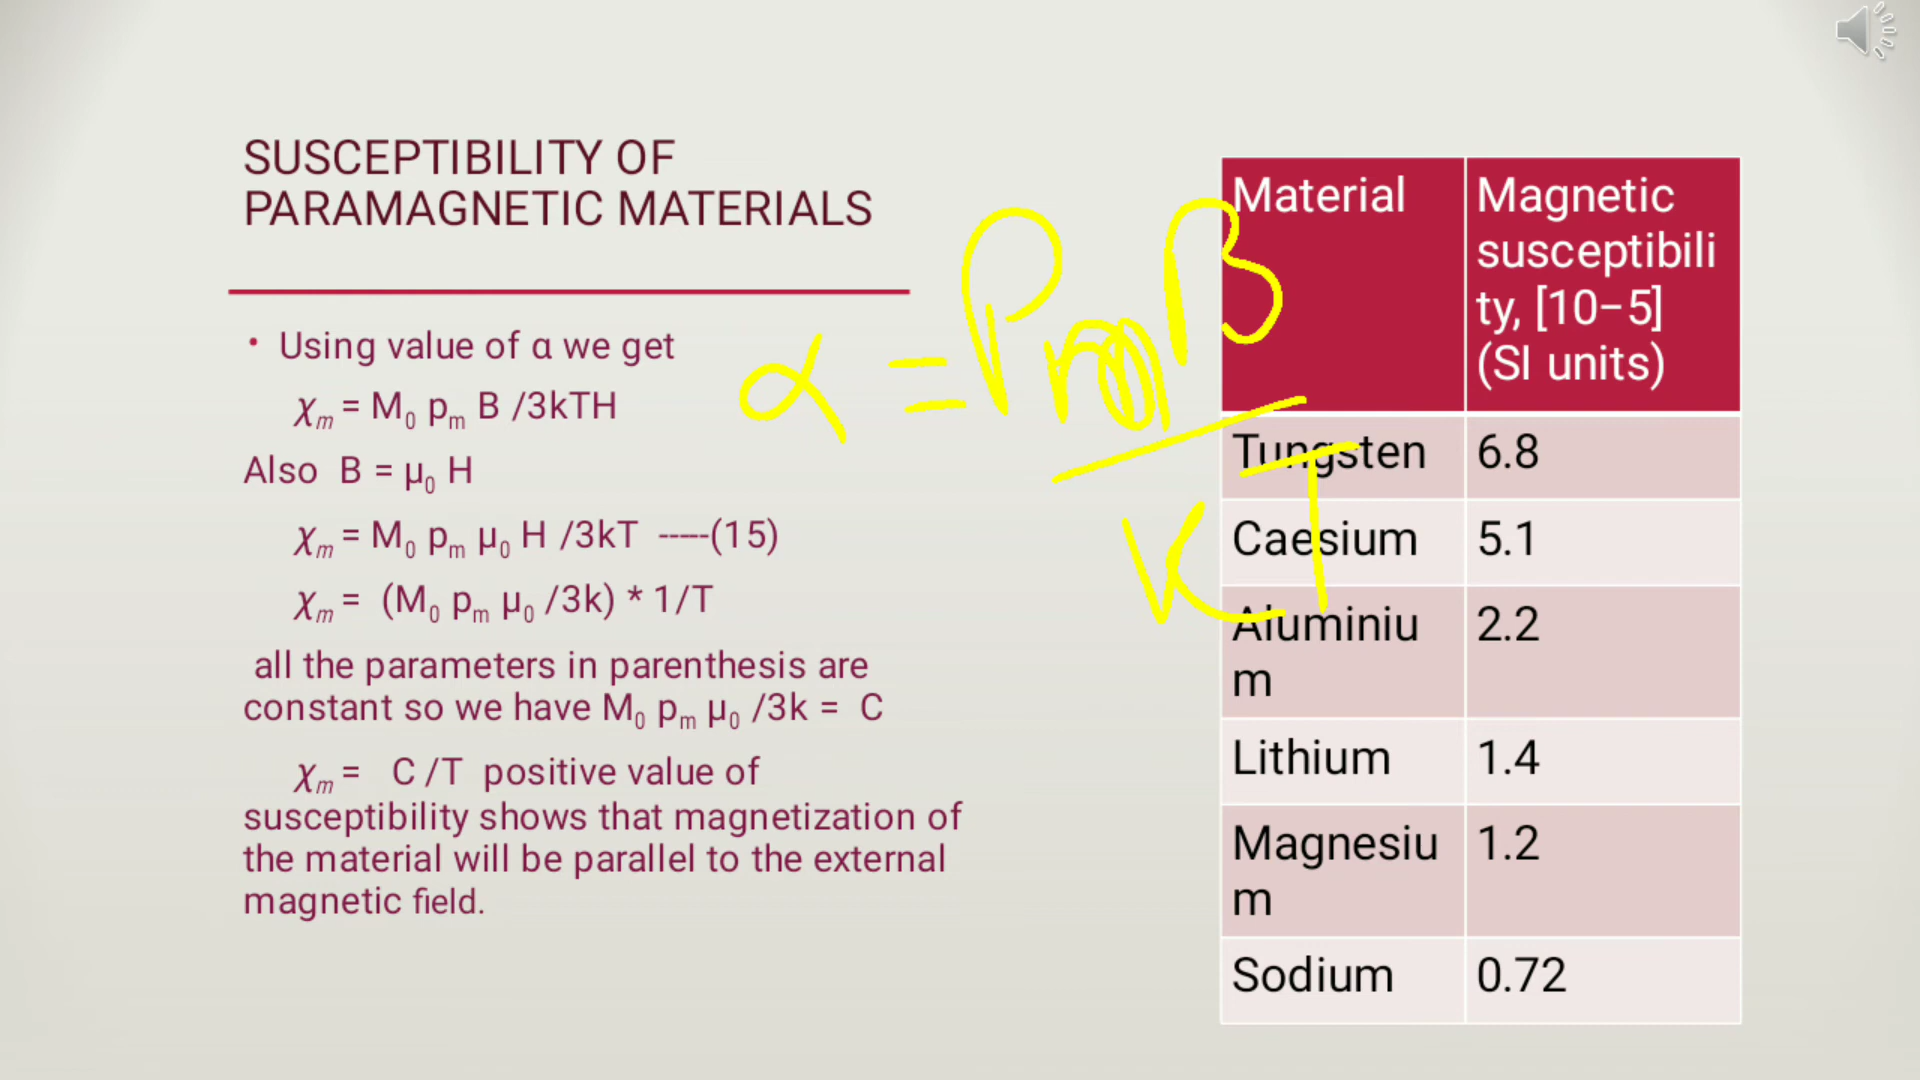 SUSCEPTIBILITY OF
PARAMAGNETIC MATERIALS
• Using value of α we get
χm = M0 pm B /3kTH
Also B = μ0 H
χm = M0 pm μ0 H /3kT -----(15)
χm = (M0 pm μ0 /3k) * 1/T
all the parameters in parenthesis are
constant so we have M0 pm μ0 /3k = C
χm = C /T positive value of
susceptibility shows that magnetization of
the material will be parallel to the external
magnetic field.
α = Pm B
KT
Material
Magnetic
susceptibili
ty, [10−5]
(SI units)
Tungsten 6.8
Caesium 5.1
Aluminiu 2.2
m
Lithium 1.4
Magnesiu 1.2
m
Sodium 0.72